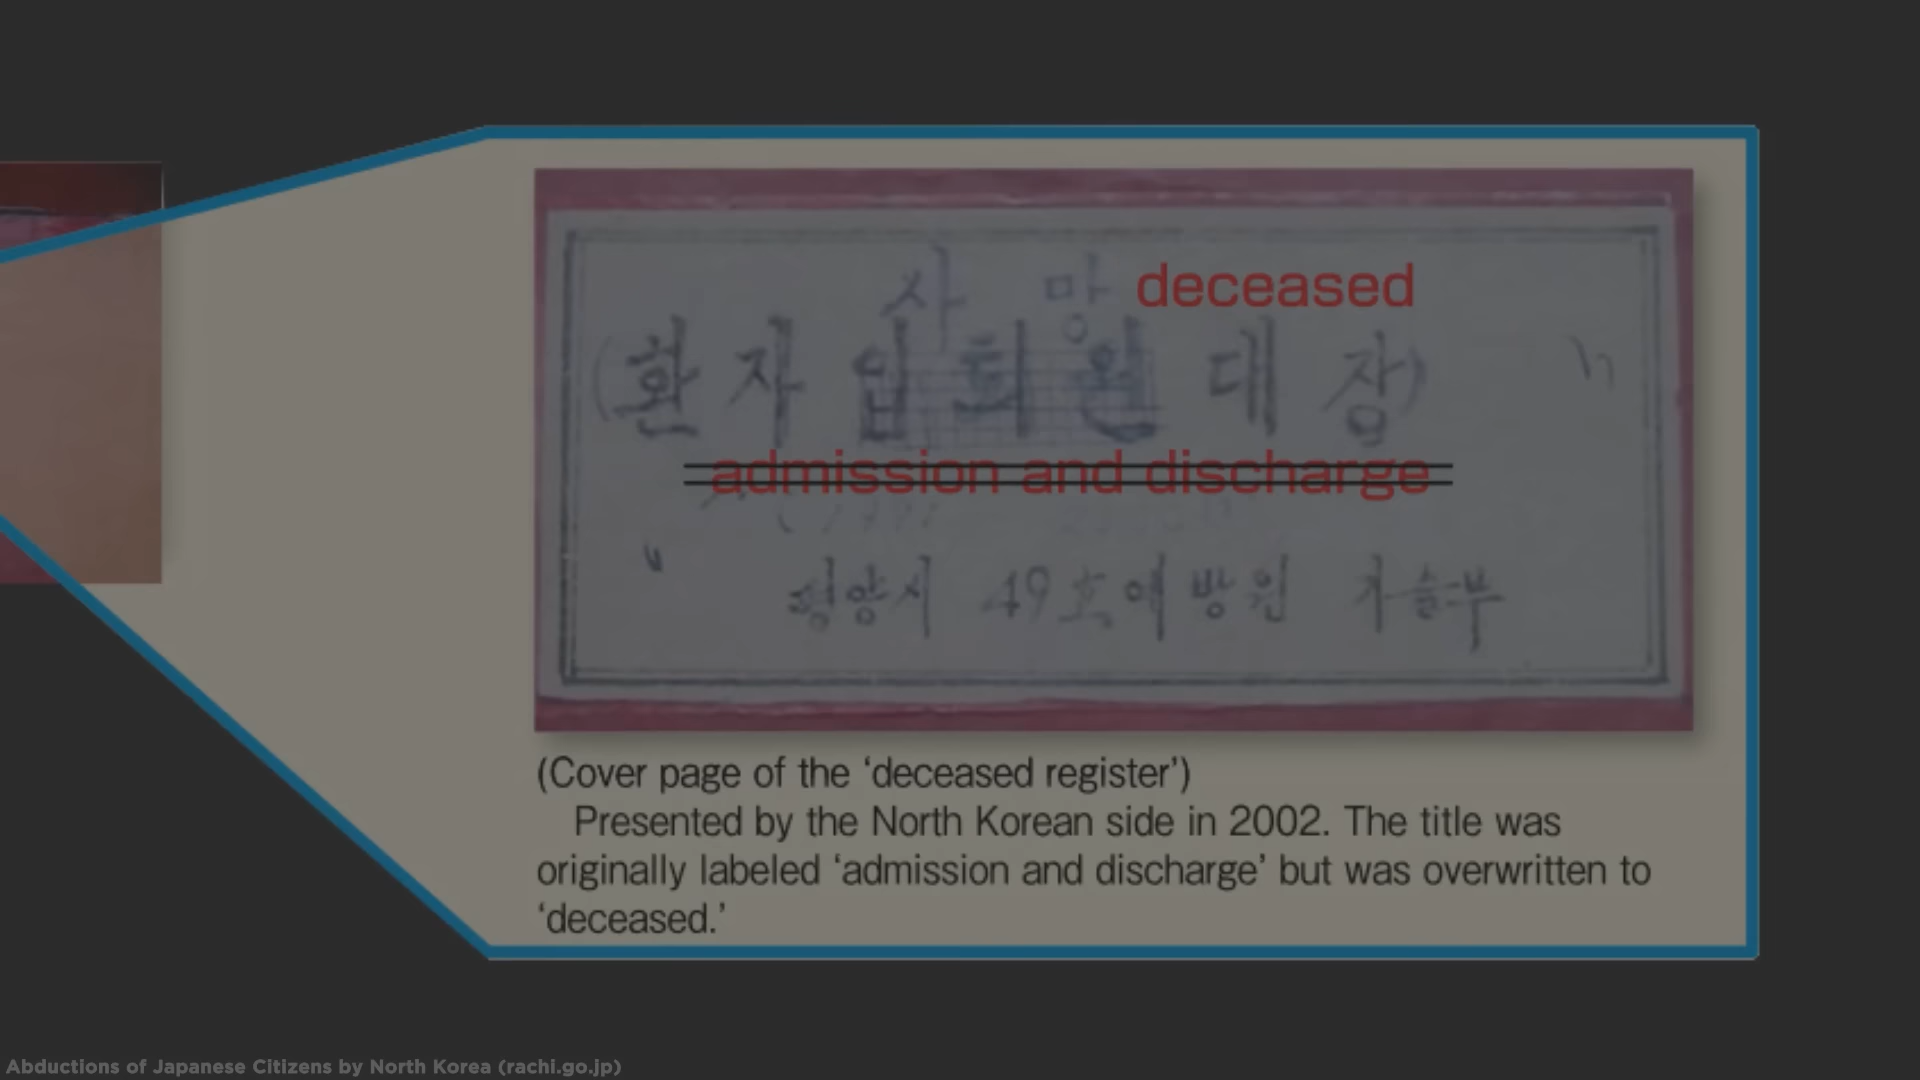 사 망 deceased
(환 자 입 퇴 원 대 장)
admission and discharge
평양시 49호예방원 기술부
(Cover page of the ‘deceased register’)
Presented by the North Korean side in 2002. The title was
originally labeled ‘admission and discharge’ but was overwritten to
‘deceased.’
Abductions of Japanese Citizens by North Korea (rachi.go.jp)